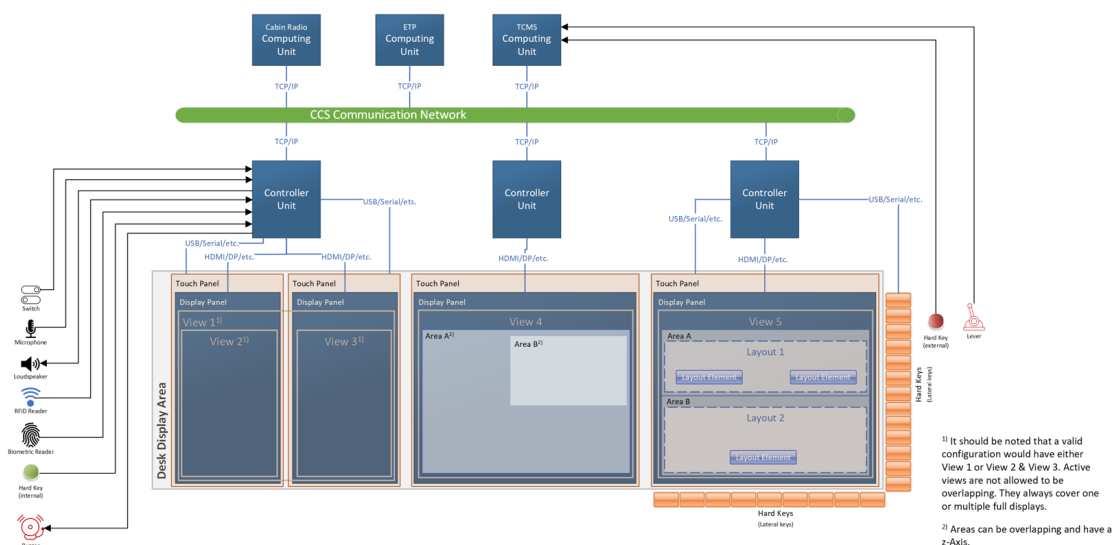 Cabin Radio
Computing
Unit
ETP
Computing
Unit
TCMS
Computing
Unit
TCP/IP
TCP/IP
TCP/IP
CCS Communication Network
TCP/IP
TCP/IP
TCP/IP
Controller
Unit
Controller
Unit
Controller
Unit
USB/Serial/ets.
USB/Serial/etc.
USB/Serial/etc.
USB/Serial/etc.
HDMI/DP/etc.
HDMI/DP/etc.
HDMI/DP/etc.
HDMI/DP/etc.
Desk Display Area
Touch Panel
Display Panel
View 1¹⁾
View 2¹⁾
Touch Panel
Display Panel
View 3¹⁾
Touch Panel
Display Panel
View 4
Area A²⁾
Area B²⁾
Touch Panel
Display Panel
View 5
Area A
Layout 1
Layout Element
Layout Element
Area B
Layout 2
Layout Element
Hard Keys
(Lateral keys)
Hard Keys
(Lateral keys)
Switch
Microphone
Loudspeaker
RFID Reader
Biometric Reader
Hard Key
(internal)
Hard Key
(external)
Lever
¹⁾ It should be noted that a valid
configuration would have either
View 1 or View 2 & View 3. Active
views are not allowed to be
overlapping. They always cover one
or multiple full displays.
²⁾ Areas can be overlapping and have a
z-Axis.